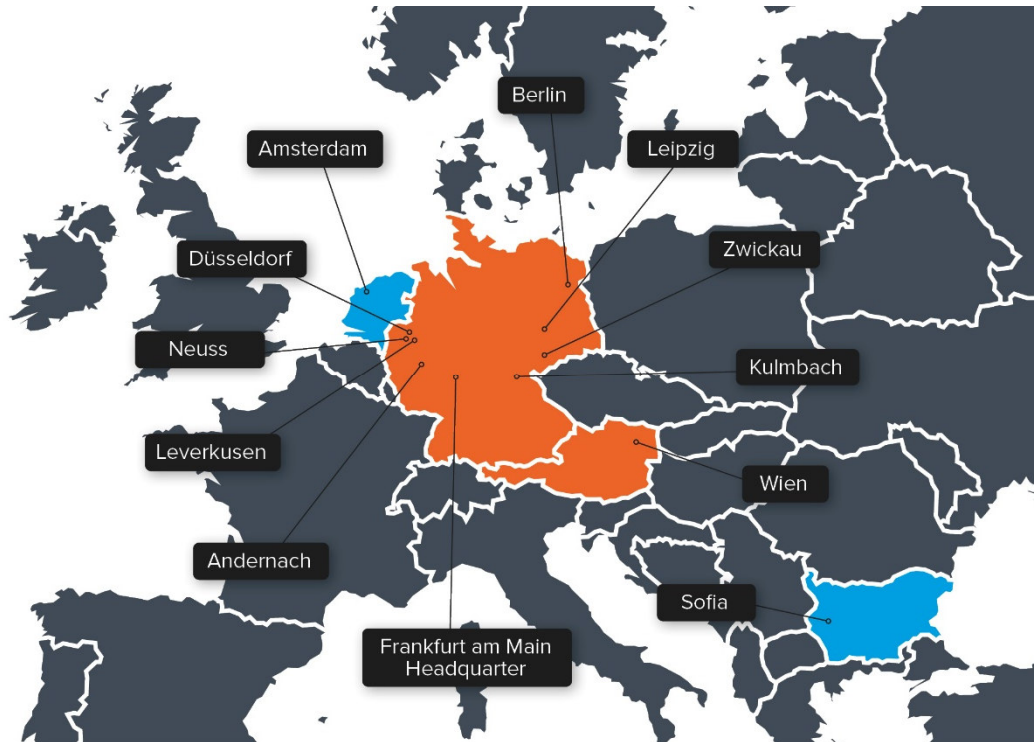 Berlin
Amsterdam
Leipzig
Düsseldorf
Zwickau
Neuss
Kulmbach
Leverkusen
Wien
Andernach
Sofia
Frankfurt am Main
Headquarter